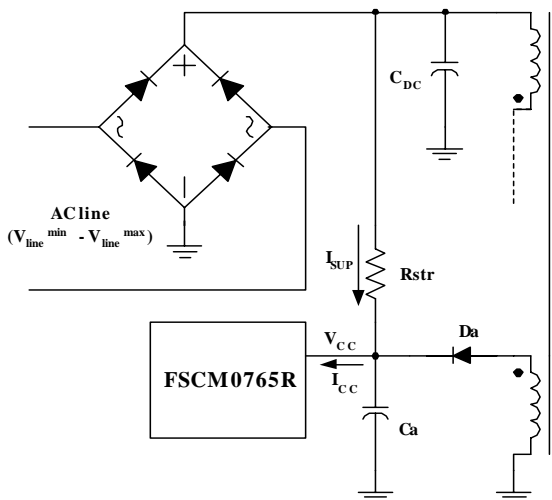 C_DC
AC line
(V_line^min - V_line^max)
I_SUP
Rstr
V_CC
Da
FSCM0765R
I_CC
Ca